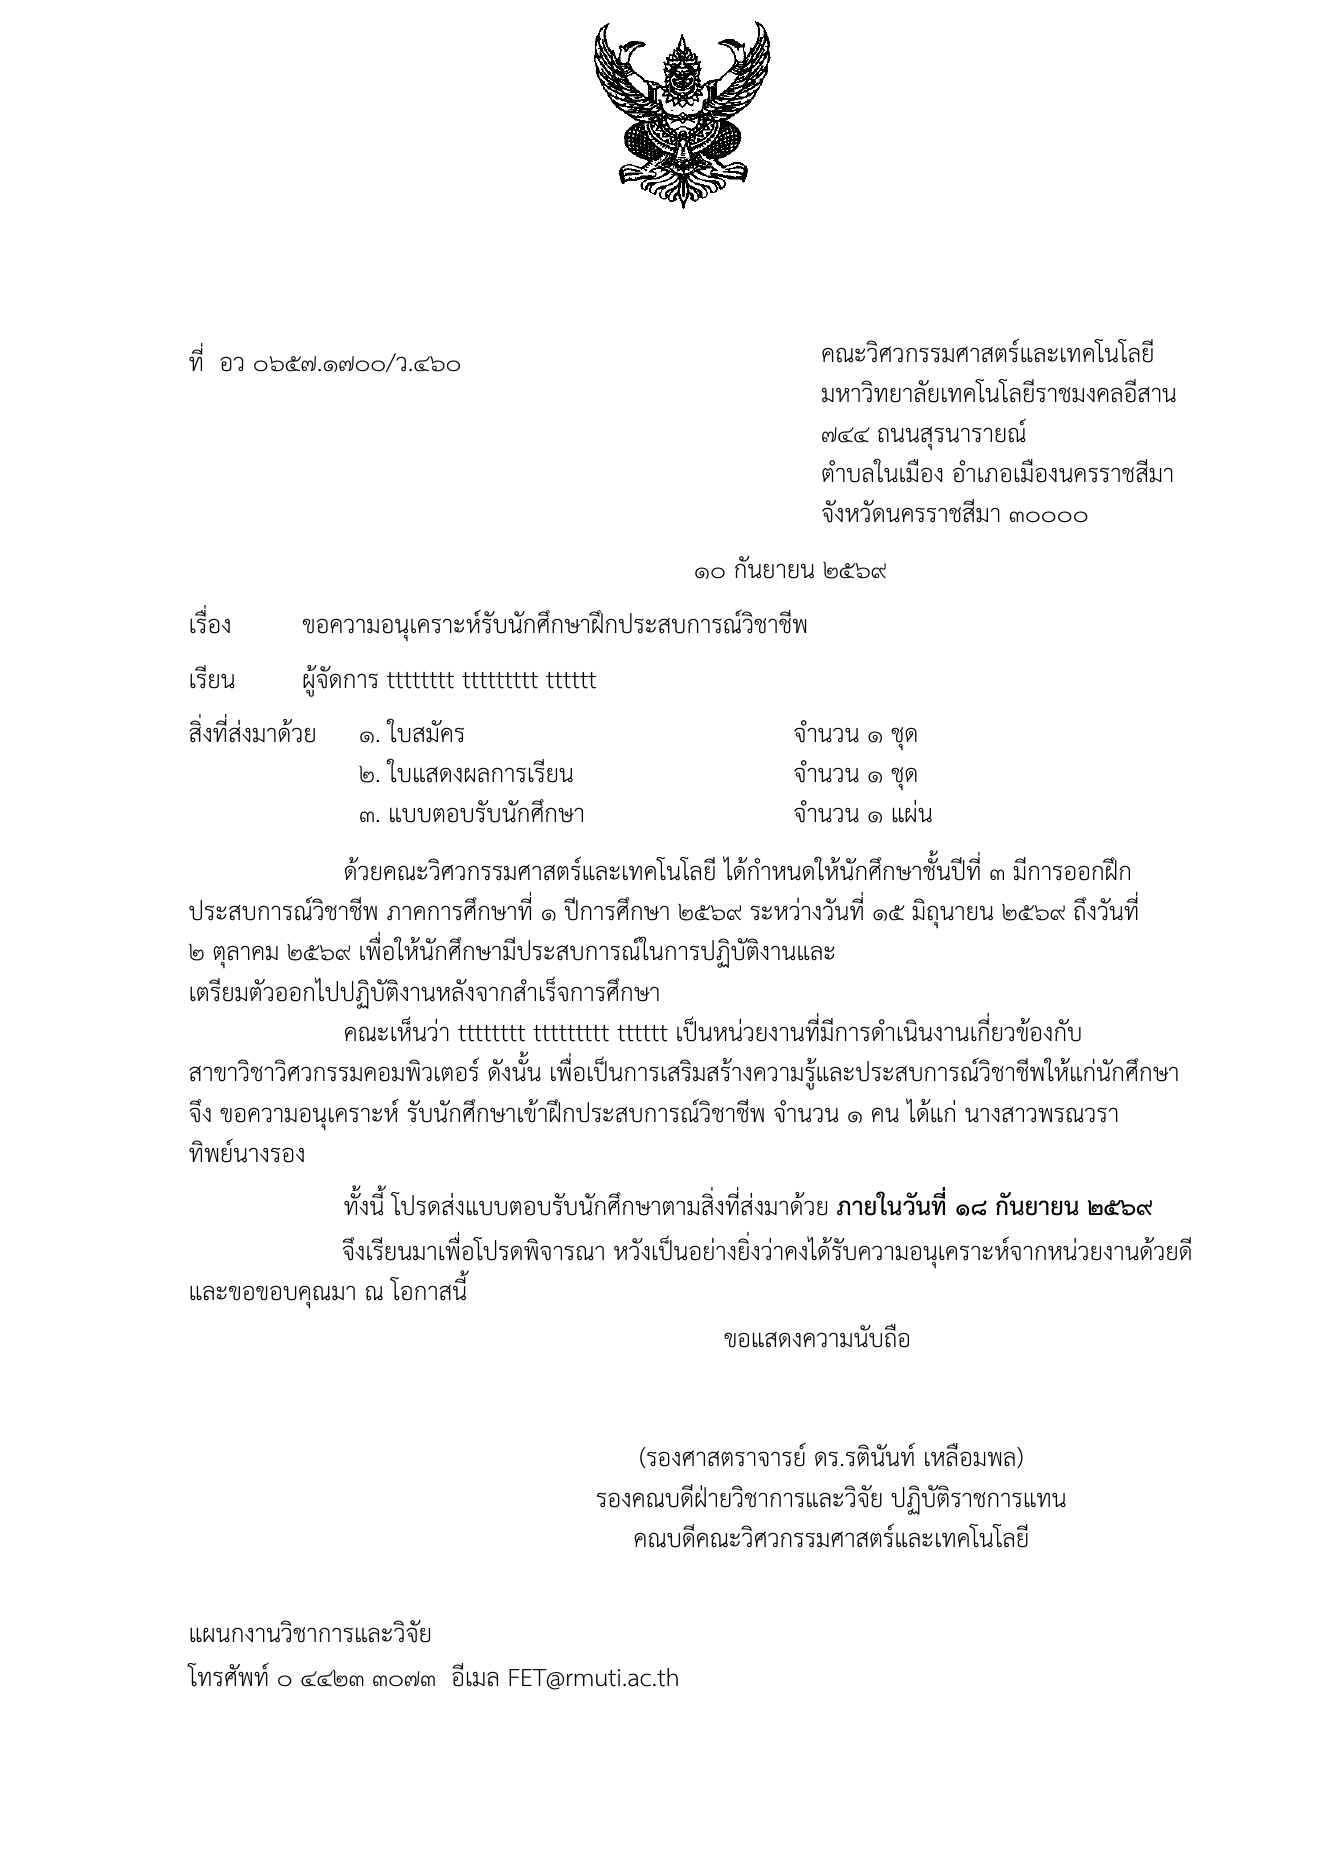 ที่ อว ๐๖๕๗.๑๗๐๐/ว.๔๖๐
คณะวิศวกรรมศาสตร์และเทคโนโลยี
มหาวิทยาลัยเทคโนโลยีราชมงคลอีสาน
๗๔๔ ถนนสุรนารายณ์
ตำบลในเมือง อำเภอเมืองนครราชสีมา
จังหวัดนครราชสีมา ๓๐๐๐๐
๑๐ กันยายน ๒๕๖๙
เรื่อง ขอความอนุเคราะห์รับนักศึกษาฝึกประสบการณ์วิชาชีพ
เรียน ผู้จัดการ tttttttt ttttttttt tttttt
สิ่งที่ส่งมาด้วย ๑. ใบสมัคร จำนวน ๑ ชุด
๒. ใบแสดงผลการเรียน จำนวน ๑ ชุด
๓. แบบตอบรับนักศึกษา จำนวน ๑ แผ่น
ด้วยคณะวิศวกรรมศาสตร์และเทคโนโลยี ได้กำหนดให้นักศึกษาชั้นปีที่ ๓ มีการออกฝึก
ประสบการณ์วิชาชีพ ภาคการศึกษาที่ ๑ ปีการศึกษา ๒๕๖๙ ระหว่างวันที่ ๑๕ มิถุนายน ๒๕๖๙ ถึงวันที่
๒ ตุลาคม ๒๕๖๙ เพื่อให้นักศึกษามีประสบการณ์ในการปฏิบัติงานและ
เตรียมตัวออกไปปฏิบัติงานหลังจากสำเร็จการศึกษา
คณะเห็นว่า tttttttt ttttttttt tttttt เป็นหน่วยงานที่มีการดำเนินงานเกี่ยวข้องกับ
สาขาวิชาวิศวกรรมคอมพิวเตอร์ ดังนั้น เพื่อเป็นการเสริมสร้างความรู้และประสบการณ์วิชาชีพให้แก่นักศึกษา
จึง ขอความอนุเคราะห์ รับนักศึกษาเข้าฝึกประสบการณ์วิชาชีพ จำนวน ๑ คน ได้แก่ นางสาวพรณวรา
ทิพย์นางรอง
ทั้งนี้ โปรดส่งแบบตอบรับนักศึกษาตามสิ่งที่ส่งมาด้วย ภายในวันที่ ๑๘ กันยายน ๒๕๖๙
จึงเรียนมาเพื่อโปรดพิจารณา หวังเป็นอย่างยิ่งว่าคงได้รับความอนุเคราะห์จากหน่วยงานด้วยดี
และขอขอบคุณมา ณ โอกาสนี้
ขอแสดงความนับถือ
(รองศาสตราจารย์ ดร.รตินันท์ เหลือมพล)
รองคณบดีฝ่ายวิชาการและวิจัย ปฏิบัติราชการแทน
คณบดีคณะวิศวกรรมศาสตร์และเทคโนโลยี
แผนกงานวิชาการและวิจัย
โทรศัพท์ ๐ ๔๔๒๓ ๓๐๗๓ อีเมล FET@rmuti.ac.th